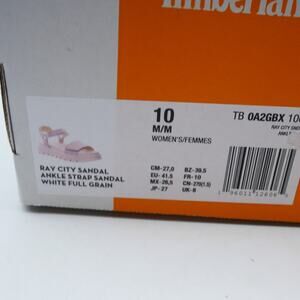 Timberland
10
M/M
WOMEN'S/FEMMES
TB 0A2GBX 10
RAY CITY SANDAL
ANKLE STRAP SANDAL
WHITE FULL GRAIN
CM-27,0 BZ-39.5
EU-41.5 FR-10
MX-26,5 CN-270(1.5)
JP-27 UK-8
RAY CITY
ANKL